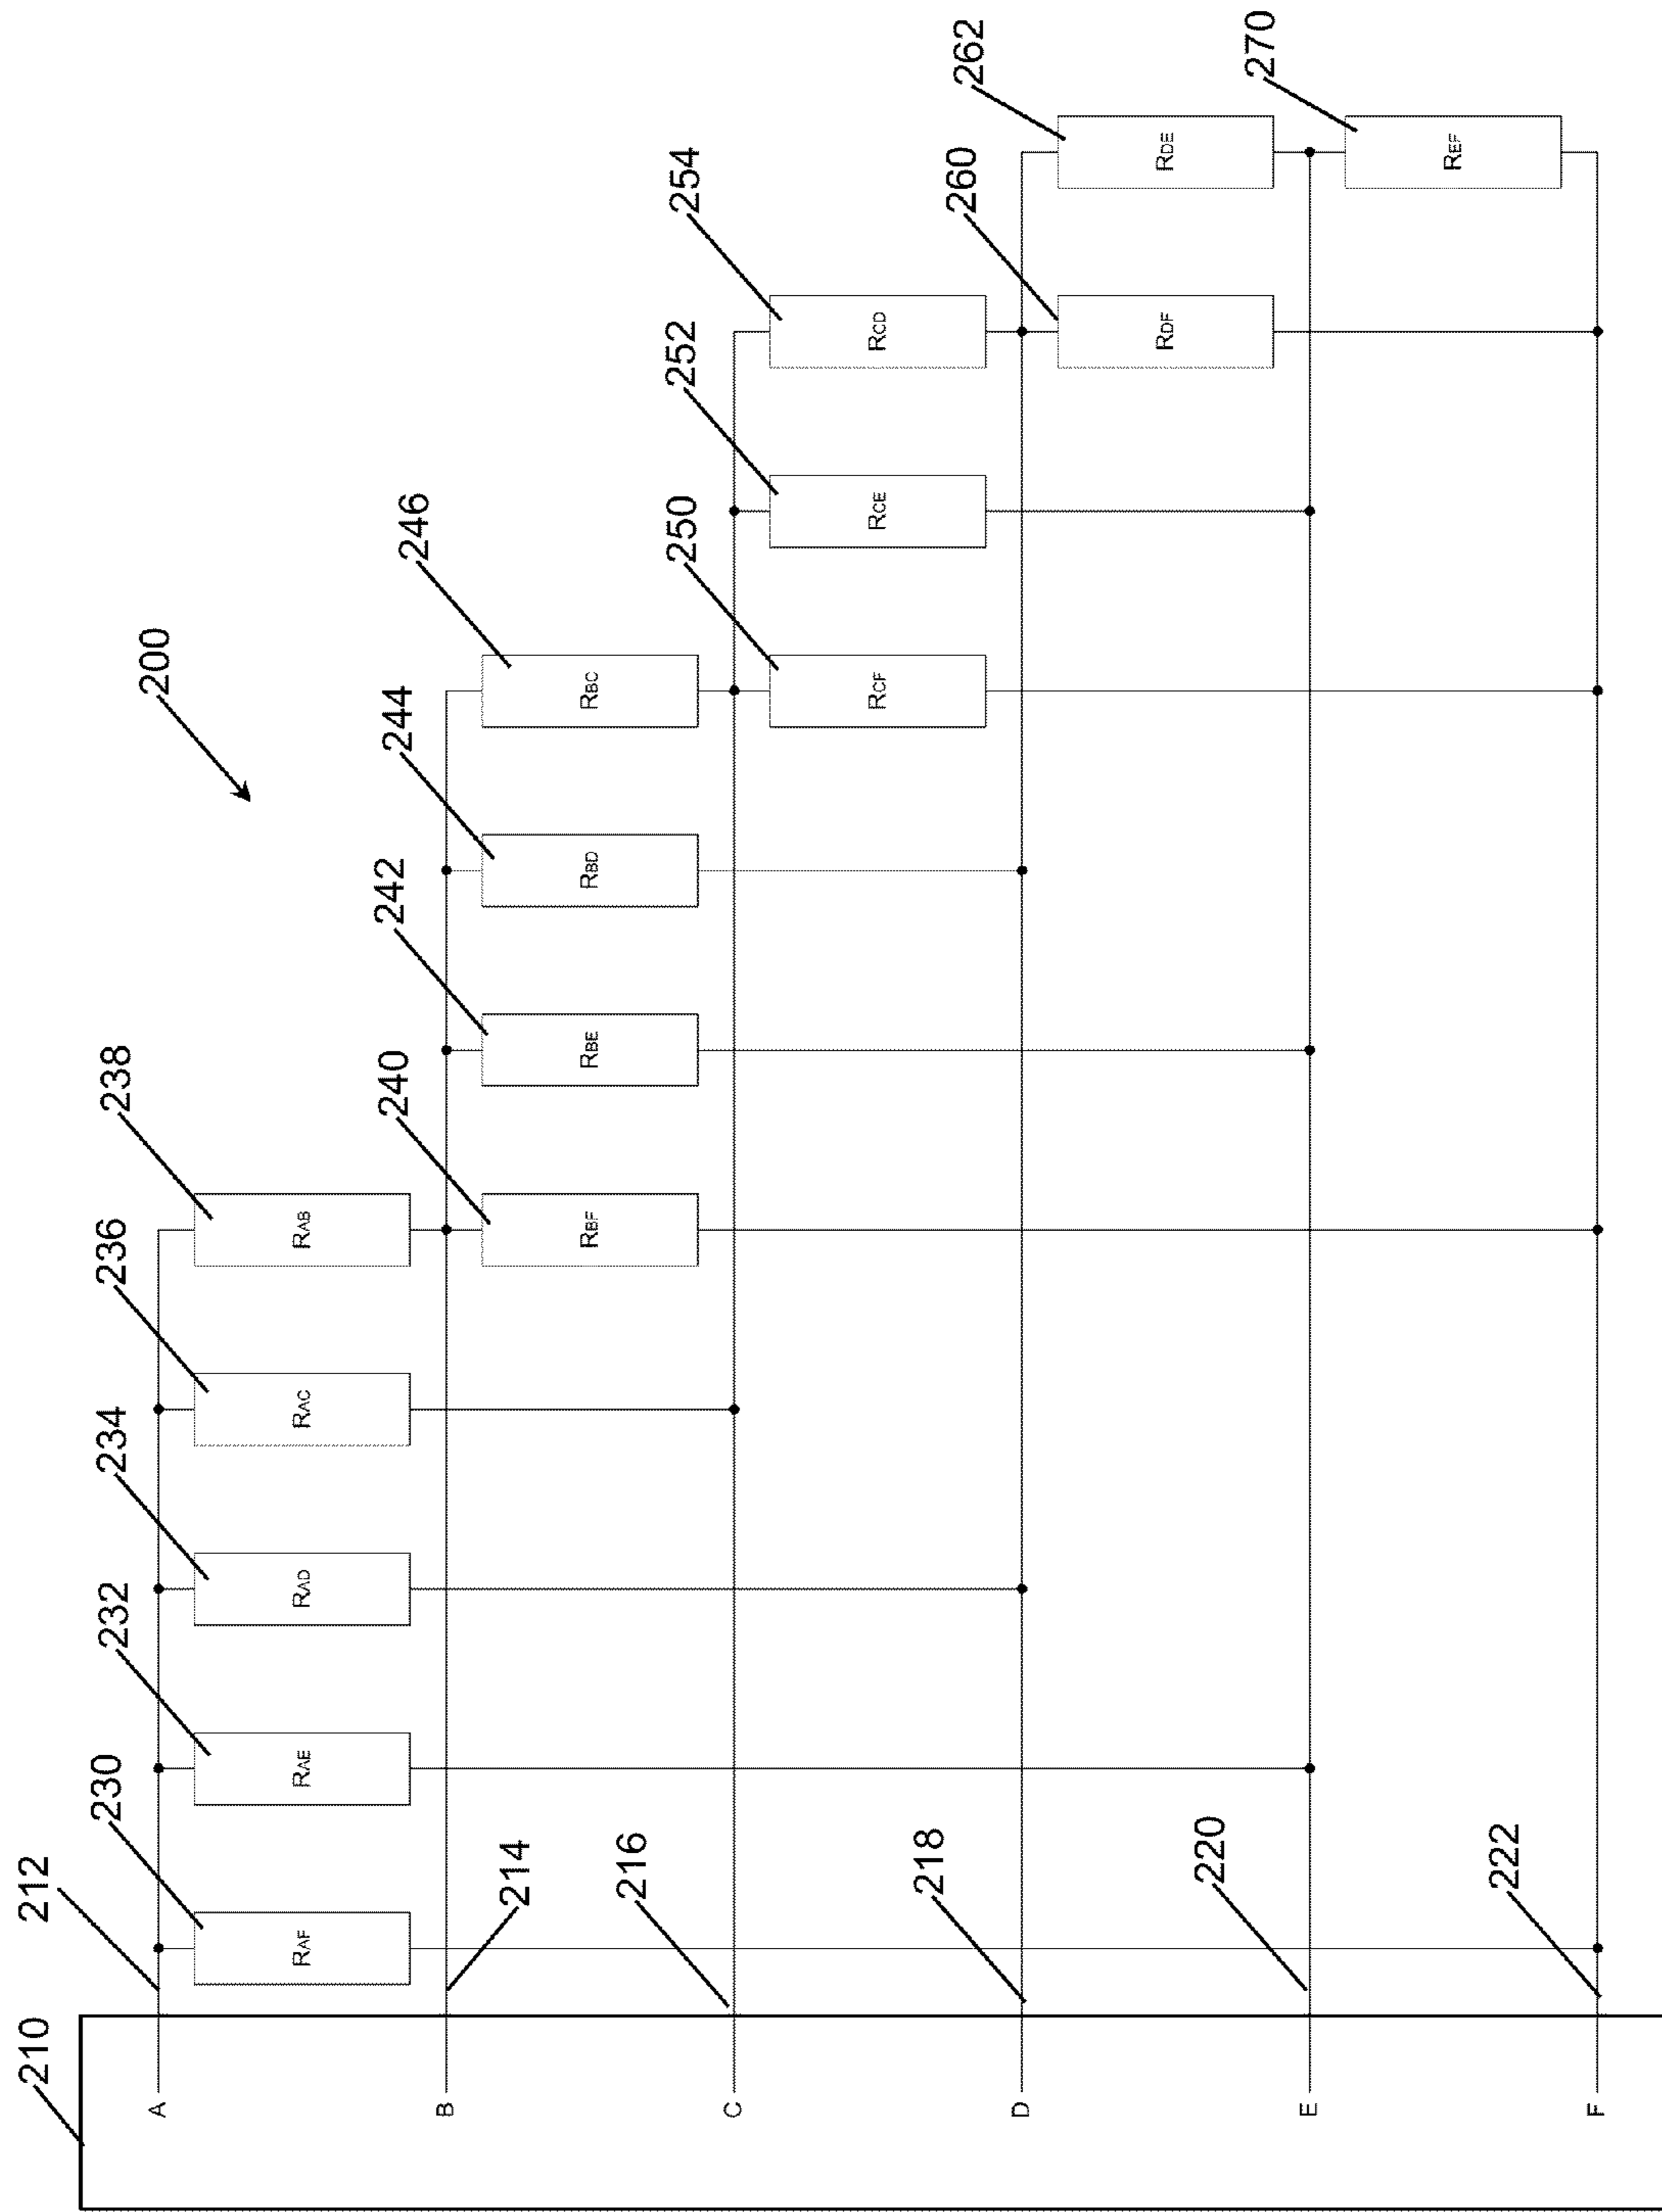 200
210
212
230
232
234
236
238
A
RAF
RAE
RAD
RAC
RAB
214
240
242
244
246
B
RBF
RBE
RBD
RBC
216
250
252
254
C
RCF
RCE
RCD
218
260
262
D
RDF
RDE
220
270
E
REF
222
F